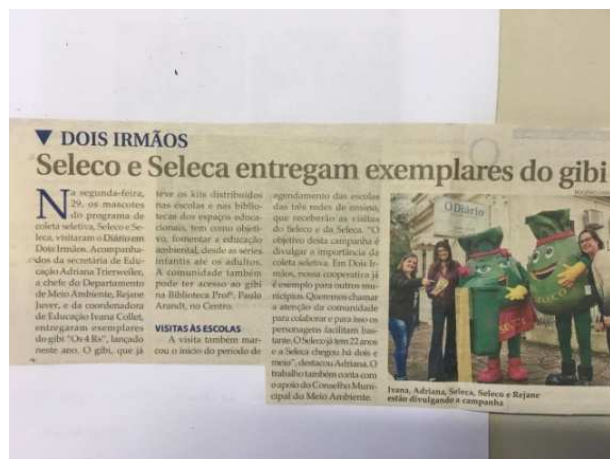 ▼ DOIS IRMÃOS
Seleco e Seleca entregam exemplares do gibi
Na segunda-feira,
29, os mascotes
do programa de
coleta seletiva, Seleco e Se-
leca, visitaram o Diário em
Dois Irmãos. Acompanha-
dos da secretária de Edu-
cação Adriana Trierweiler,
a chefe do Departamento
de Meio Ambiente, Rejane
Juver, e da coordenadora
de Educação Ivana Collet,
entregaram exemplares
do gibi "Os 4 Rs", lançado
neste ano. O gibi, que já
teve os kits distribuídos
nas escolas e nas biblio-
tecas dos espaços educa-
cionais, tem como objeti-
vo, fomentar a educação
ambiental, desde as séries
infantis até os adultos.
A comunidade também
pode ter acesso ao gibi
na Biblioteca Profº. Paulo
Arandt, no Centro.
VISITAS ÀS ESCOLAS
A visita também mar-
cou o início do período de
agendamento das escolas
das três redes de ensino,
que receberão as visitas
do Seleco e da Seleca. "O
objetivo desta campanha é
divulgar a importância da
coleta seletiva. Em Dois Ir-
mãos, nossa cooperativa já
é exemplo para outros mu-
nicípios. Queremos chamar
a atenção da comunidade
para colaborar e para isso os
personagens facilitam bas-
tante. O Seleco já tem 22 anos
e a Seleca chegou há dois e
meio", destacou Adriana. O
trabalho também conta com
o apoio do Conselho Muni-
cipal do Meio Ambiente.
O Diário
Ivana, Adriana, Seleca, Seleco e Rejane
estão divulgando a campanha